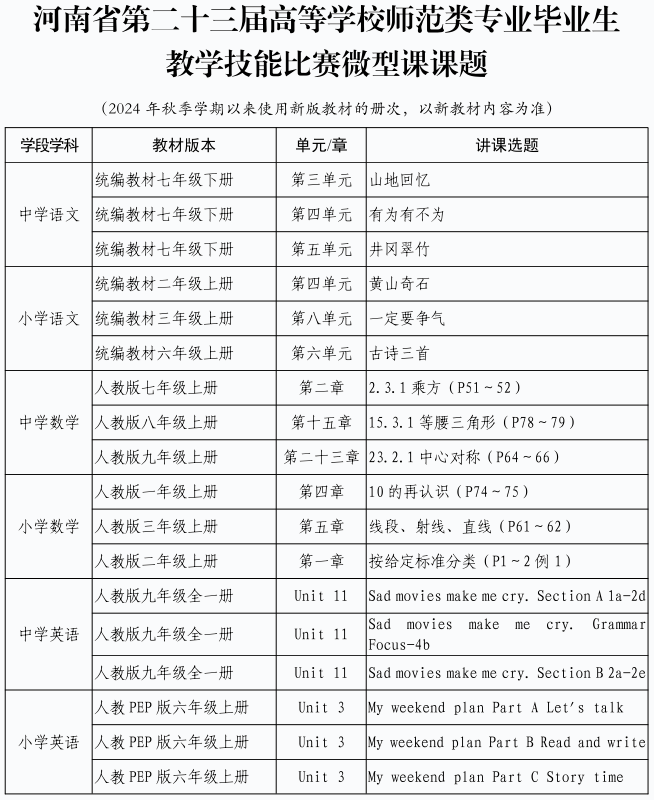 河南省第二十三届高等学校师范类专业毕业生
教学技能比赛微型课课题
（2024 年秋季学期以来使用新版教材的册次，以新教材内容为准）
学段学科 教材版本 单元/章 讲课选题
中学语文 统编教材七年级下册 第三单元 山地回忆
统编教材七年级下册 第四单元 有为有不为
统编教材七年级下册 第五单元 井冈翠竹
小学语文 统编教材二年级上册 第四单元 黄山奇石
统编教材三年级上册 第八单元 一定要争气
统编教材六年级上册 第六单元 古诗三首
中学数学 人教版七年级上册 第二章 2.3.1 乘方（P51～52）
人教版八年级上册 第十五章 15.3.1 等腰三角形（P78～79）
人教版九年级上册 第二十三章 23.2.1 中心对称（P64～66）
小学数学 人教版一年级上册 第四章 10 的再认识（P74～75）
人教版三年级上册 第五章 线段、射线、直线（P61～62）
人教版二年级上册 第一章 按给定标准分类（P1～2 例 1）
中学英语 人教版九年级全一册 Unit 11 Sad movies make me cry. Section A 1a-2d
人教版九年级全一册 Unit 11 Sad movies make me cry. Grammar
Focus-4b
人教版九年级全一册 Unit 11 Sad movies make me cry. Section B 2a-2e
小学英语 人教 PEP 版六年级上册 Unit 3 My weekend plan Part A Let's talk
人教 PEP 版六年级上册 Unit 3 My weekend plan Part B Read and write
人教 PEP 版六年级上册 Unit 3 My weekend plan Part C Story time